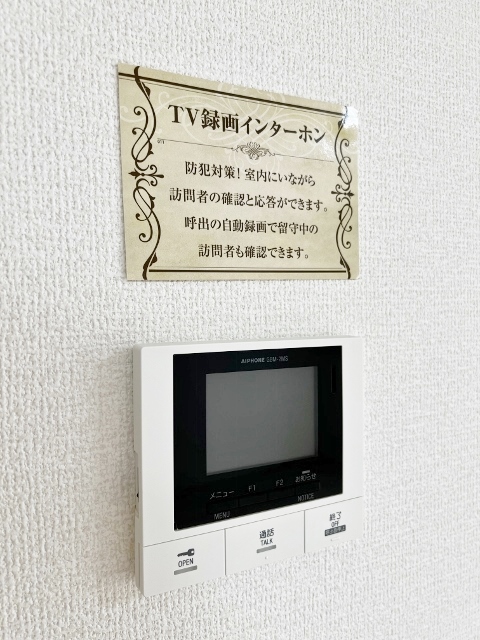 TV録画インターホン
防犯対策! 室内にいながら
訪問者の確認と応答ができます。
呼出の自動録画で留守中の
訪問者も確認できます。
AIPHONE
メニュー F1 F2 お知らせ
MENU NOTICE
OPEN
通話
TALK
終了
OFF